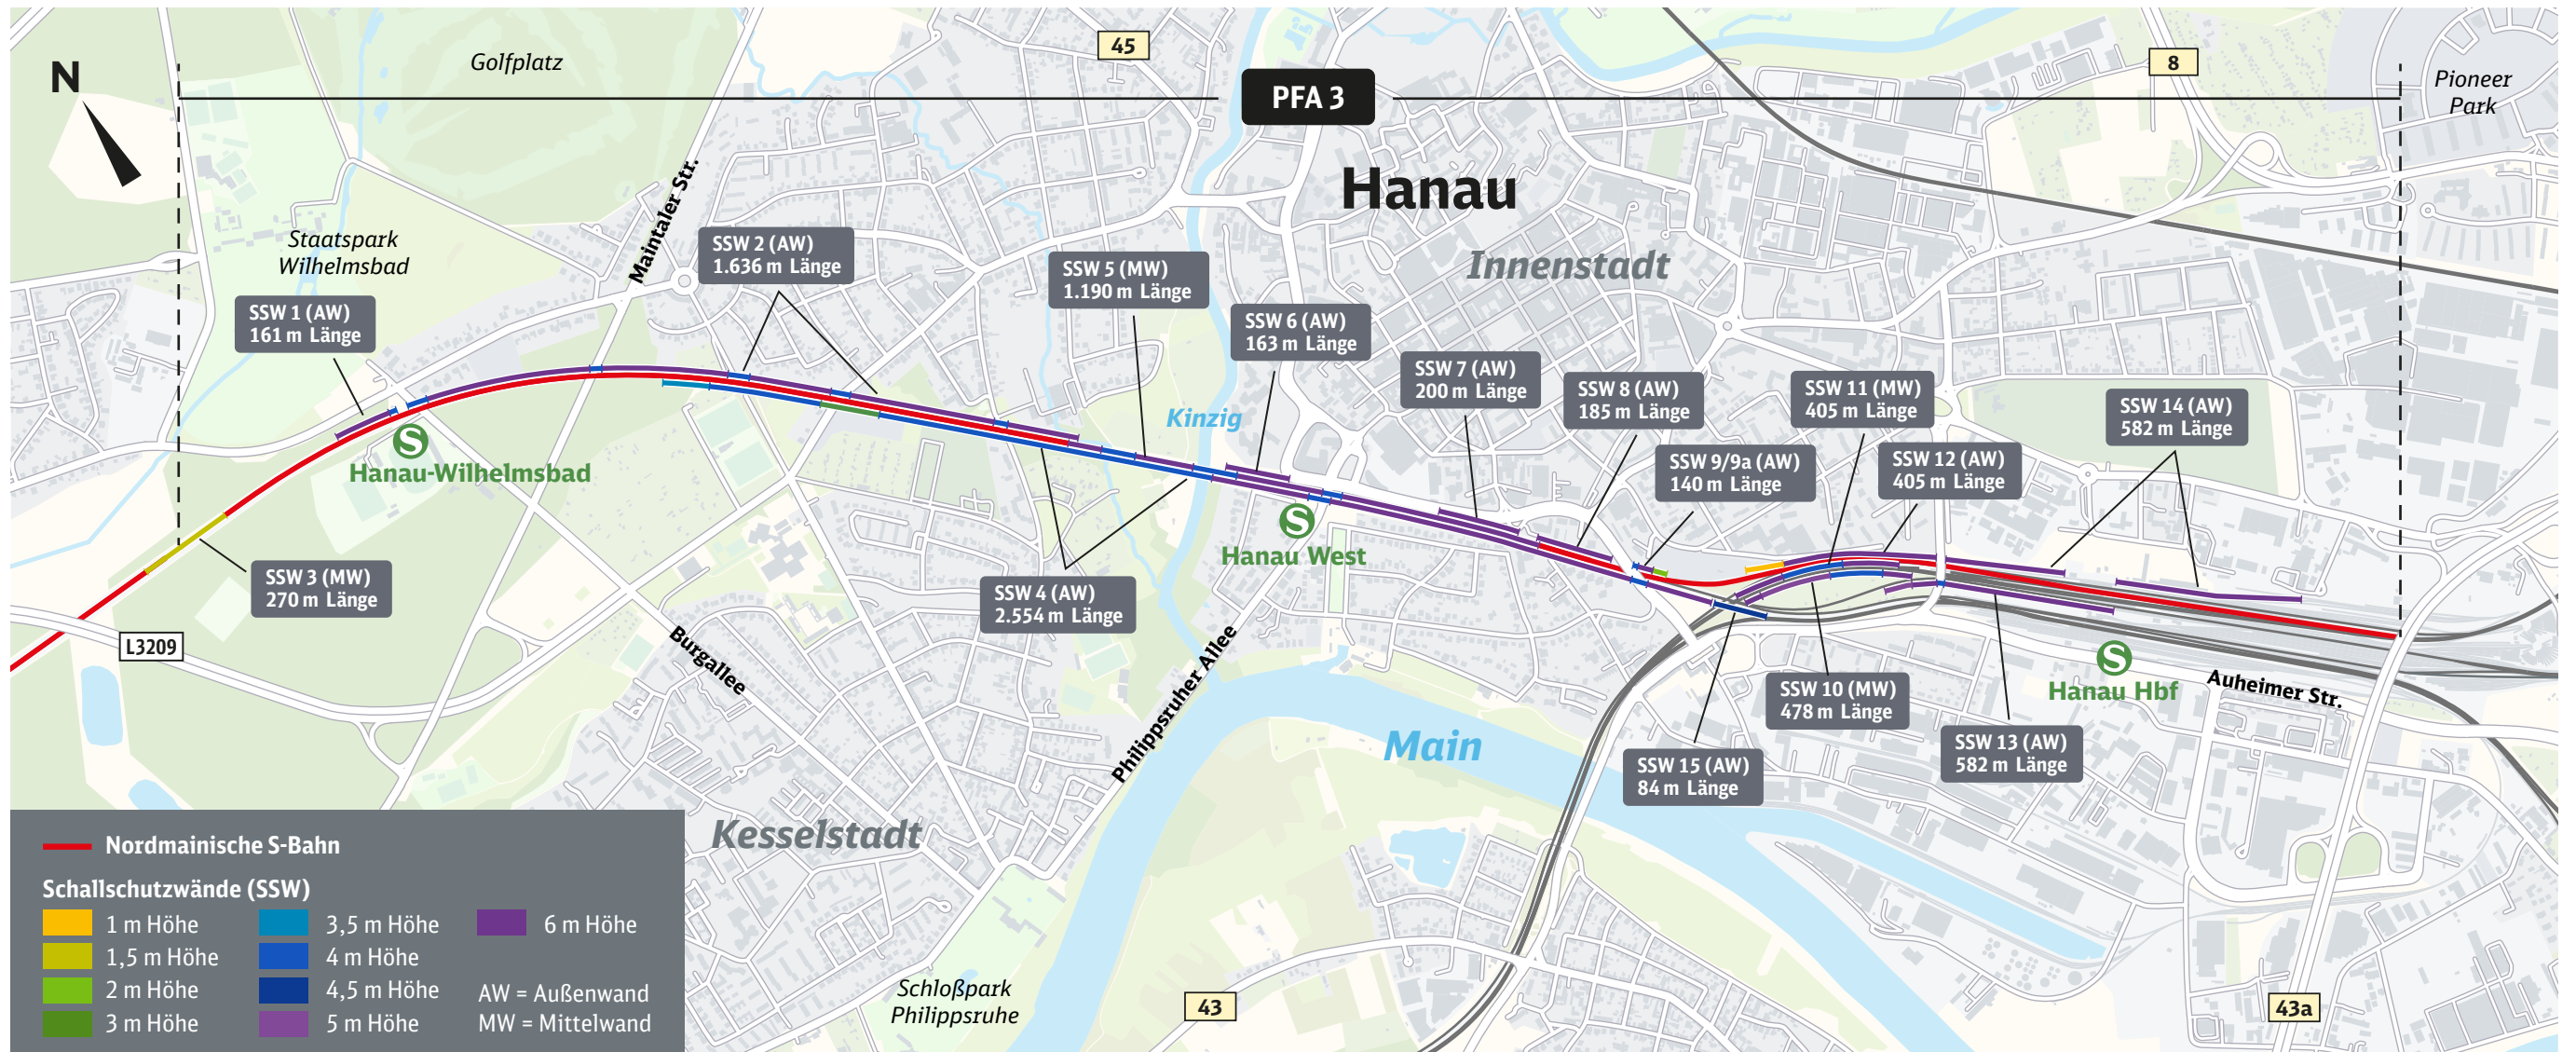 N
Golfplatz
45
8
Pioneer
Park
PFA 3
Hanau
Innenstadt
Maintaler Str.
Staatspark
Wilhelmsbad
SSW 1 (AW)
161 m Länge
SSW 2 (AW)
1.636 m Länge
SSW 5 (MW)
1.190 m Länge
SSW 6 (AW)
163 m Länge
SSW 7 (AW)
200 m Länge
SSW 8 (AW)
185 m Länge
SSW 11 (MW)
405 m Länge
SSW 14 (AW)
582 m Länge
Kinzig
SSW 9/9a (AW)
140 m Länge
SSW 12 (AW)
405 m Länge
S
Hanau-Wilhelmsbad
S
Hanau West
SSW 3 (MW)
270 m Länge
SSW 4 (AW)
2.554 m Länge
L3209
Burgallee
Philippsruher Allee
S
Hanau Hbf
Auheimer Str.
SSW 10 (MW)
478 m Länge
SSW 13 (AW)
582 m Länge
SSW 15 (AW)
84 m Länge
Main
Kesselstadt
Schloßpark
Philippsruhe
43
43a
Nordmainische S-Bahn
Schallschutzwände (SSW)
1 m Höhe
1,5 m Höhe
2 m Höhe
3 m Höhe
3,5 m Höhe
4 m Höhe
4,5 m Höhe
5 m Höhe
6 m Höhe
AW = Außenwand
MW = Mittelwand